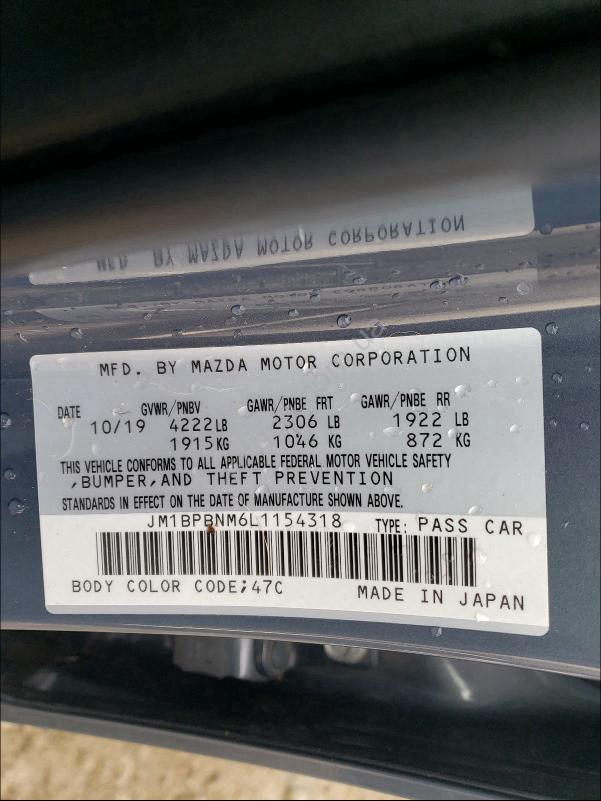 MFD. BY MAZDA MOTOR CORPORATION
MFD. BY MAZDA MOTOR CORPORATION
DATE GVWR/PNBV GAWR/PNBE FRT GAWR/PNBE RR
10/19 4222LB 2306 LB 1922 LB
1915KG 1046 KG 872 KG
THIS VEHICLE CONFORMS TO ALL APPLICABLE FEDERAL MOTOR VEHICLE SAFETY
,BUMPER,AND THEFT PREVENTION
STANDARDS IN EFFECT ON THE DATE OF MANUFACTURE SHOWN ABOVE.
JM1BPBNM6L1154318 TYPE: PASS CAR
BODY COLOR CODE;47C MADE IN JAPAN